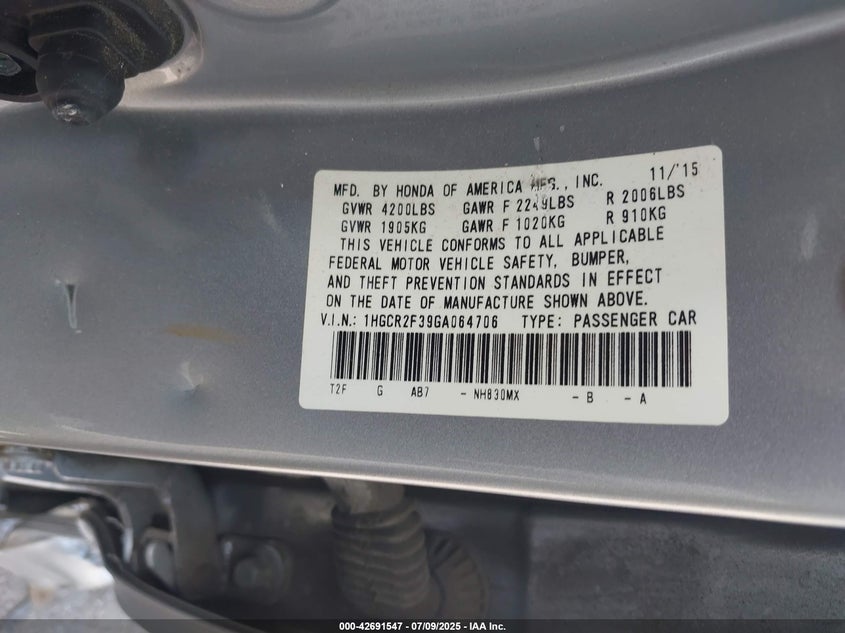 MFD. BY HONDA OF AMERICA MFG., INC. 11/'15
GVWR 4200LBS GAWR F 2249LBS R 2006LBS
GVWR 1905KG GAWR F 1020KG R 910KG
THIS VEHICLE CONFORMS TO ALL APPLICABLE
FEDERAL MOTOR VEHICLE SAFETY, BUMPER,
AND THEFT PREVENTION STANDARDS IN EFFECT
ON THE DATE OF MANUFACTURE SHOWN ABOVE.
V.I.N.: 1HGCR2F39GA064706 TYPE: PASSENGER CAR
T2F G AB7 - NH830MX - B - A
000-42691547 - 07/09/2025 - IAA Inc.